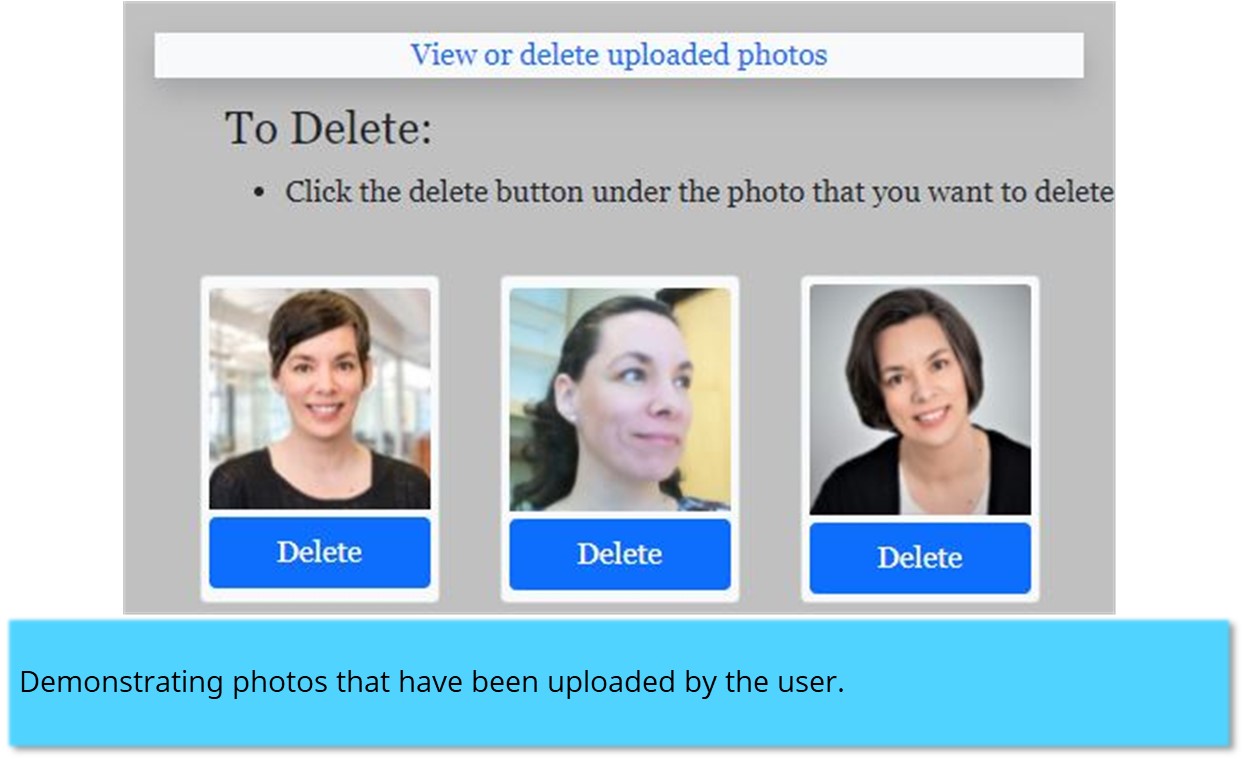 View or delete uploaded photos
To Delete:
• Click the delete button under the photo that you want to delete
Delete
Delete
Delete
Demonstrating photos that have been uploaded by the user.